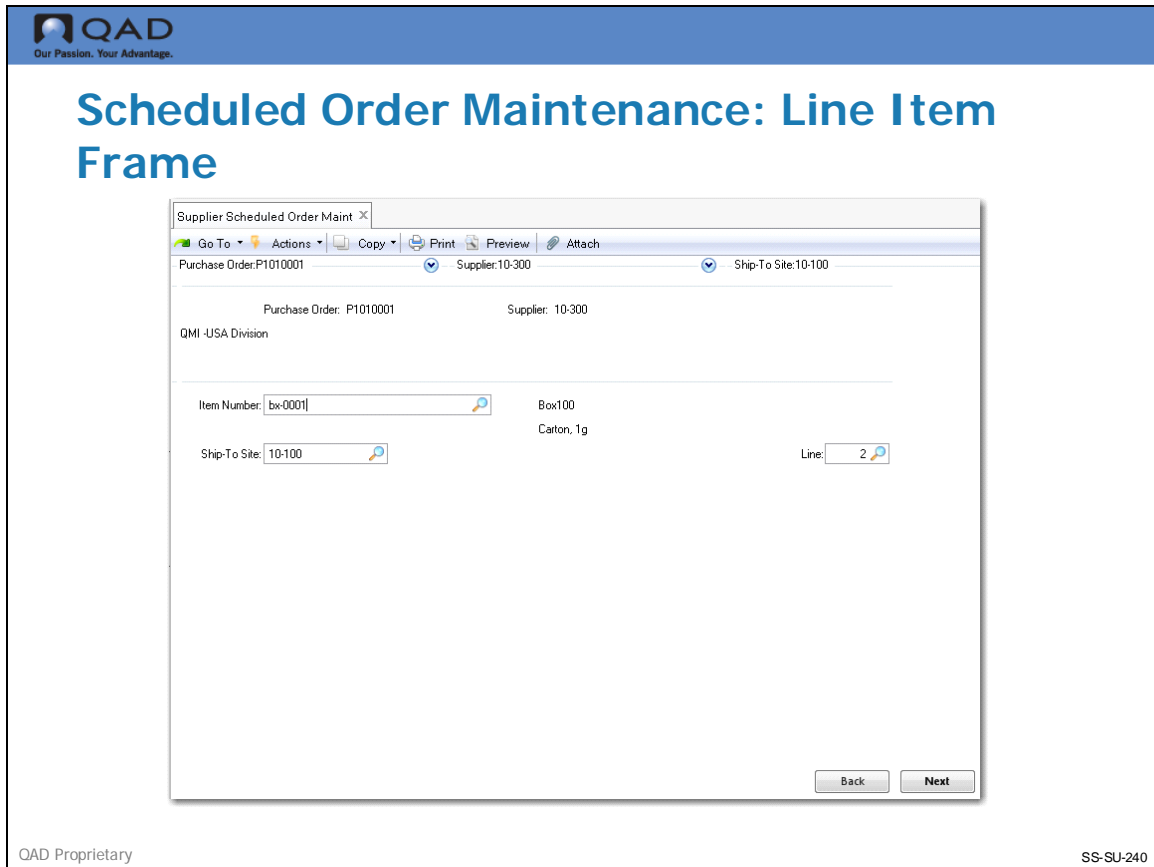 QAD
Our Passion. Your Advantage.
Scheduled Order Maintenance: Line Item
Frame
Supplier Scheduled Order Maint X
Go To Actions Copy Print Preview Attach
Purchase Order:P1010001 Supplier:10-300 Ship-To Site:10-100
Purchase Order: P1010001 Supplier: 10-300
QMI -USA Division
Item Number: bx-0001 Box100
Carton, 1g
Ship-To Site: 10-100 Line: 2
Back Next
QAD Proprietary SS-SU-240